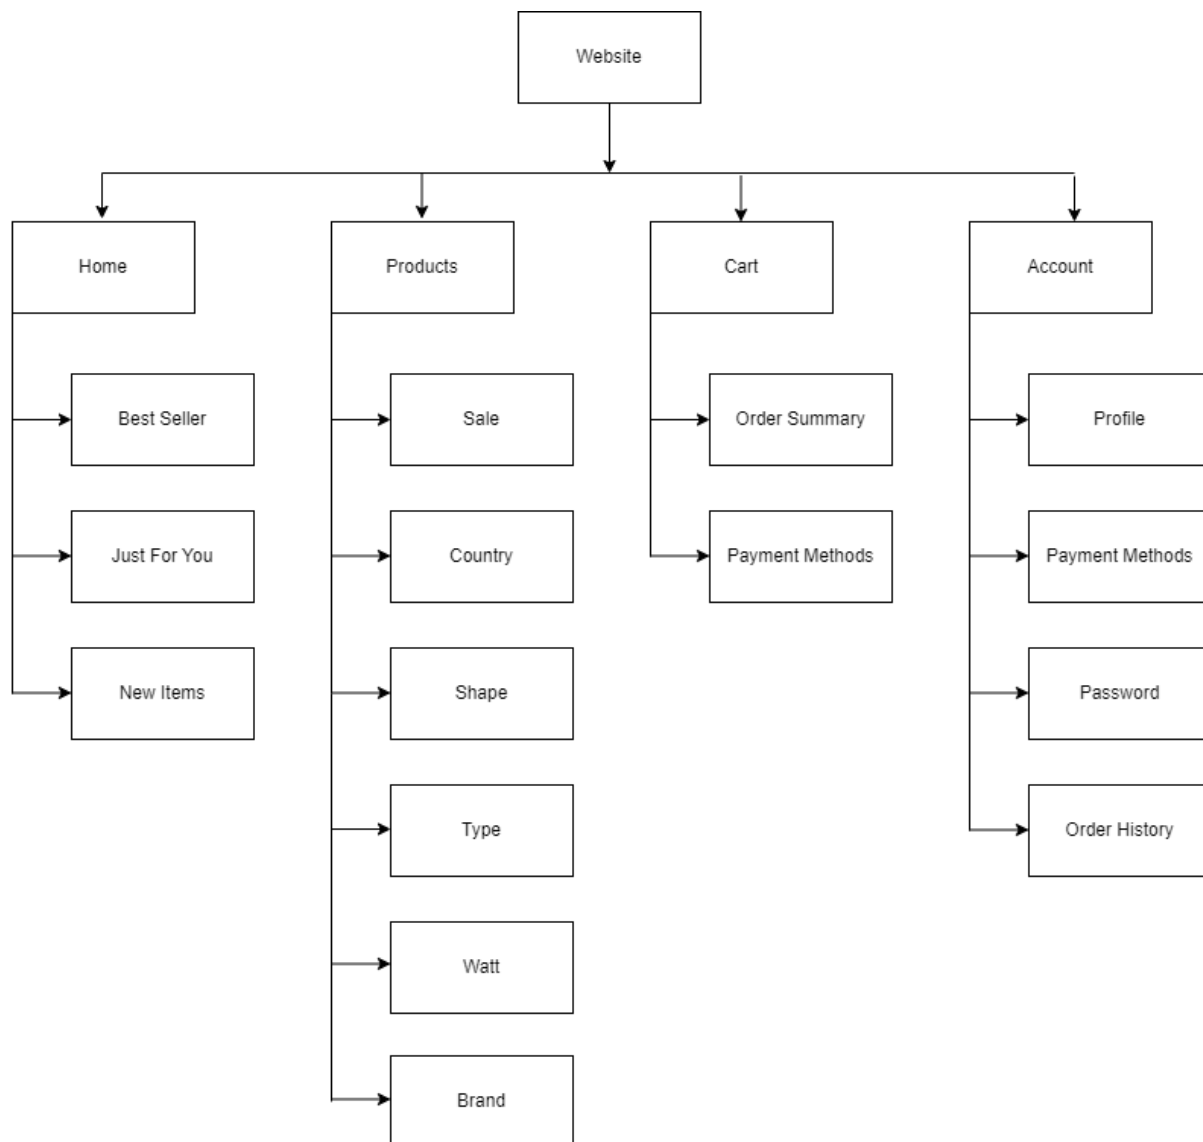 Website
Home
Products
Cart
Account
Best Seller
Sale
Order Summary
Profile
Just For You
Country
Payment Methods
Payment Methods
New Items
Shape
Password
Type
Order History
Watt
Brand